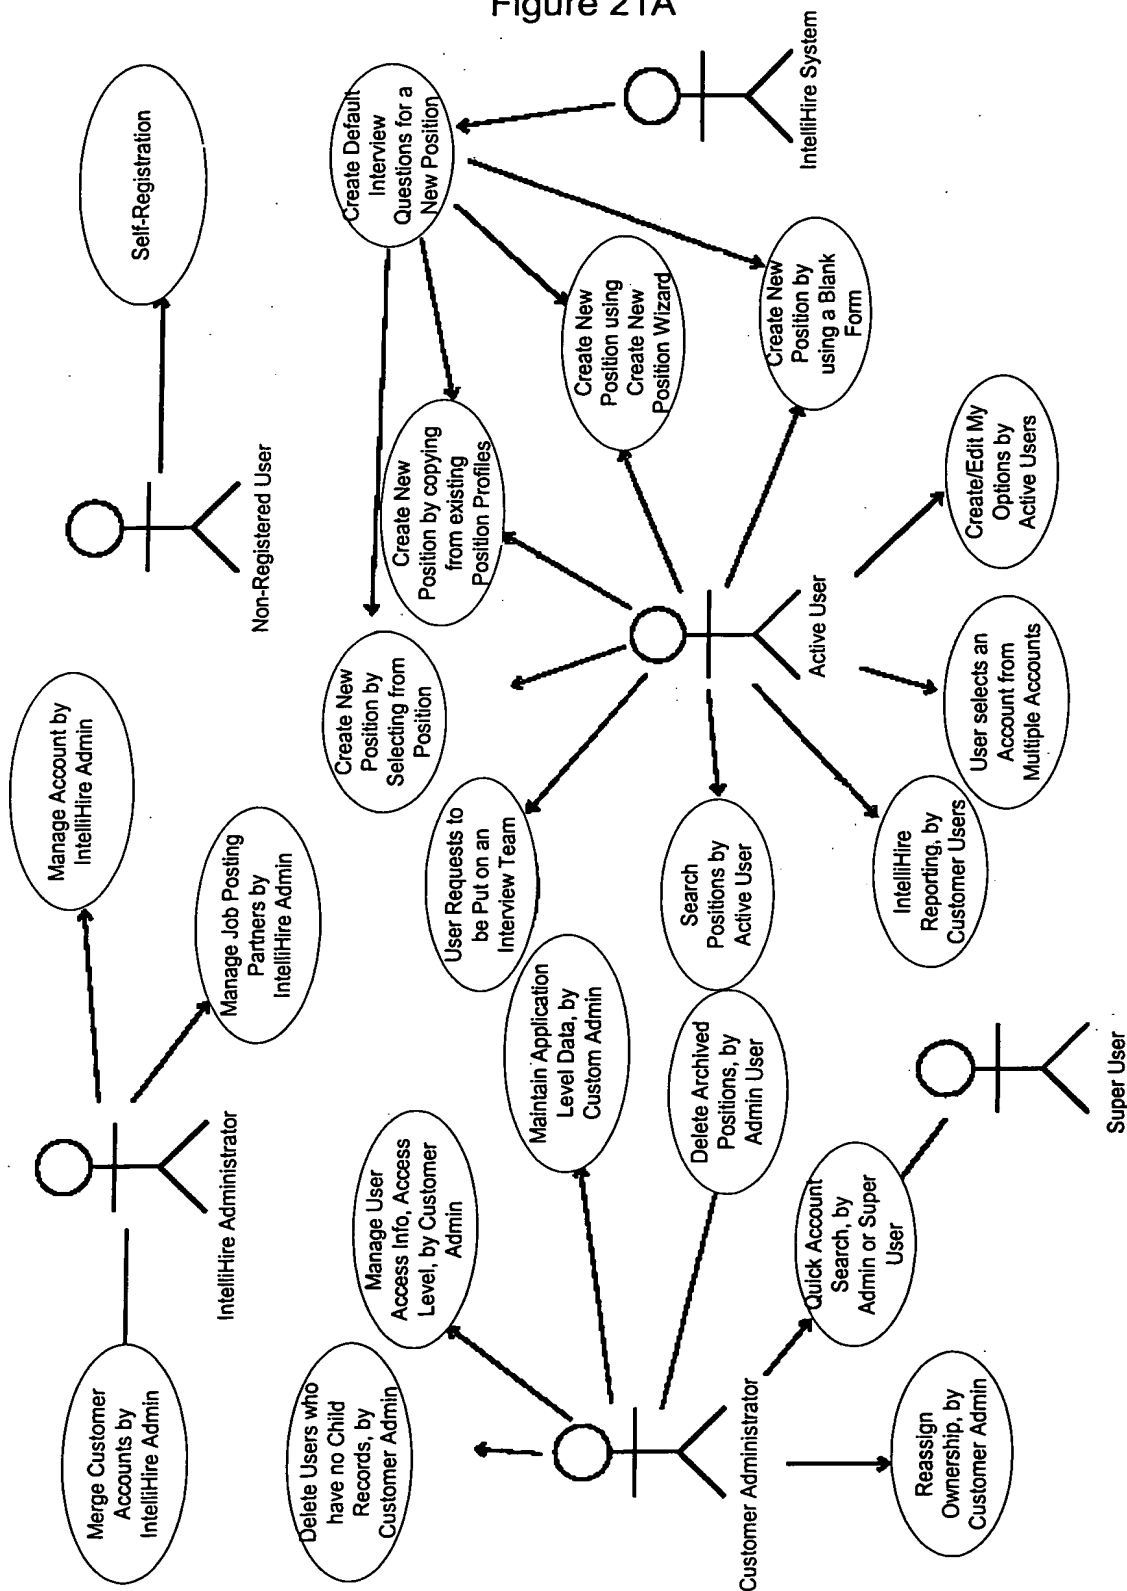 Figure 21A
Merge Customer
Accounts by
IntelliHire Admin
IntelliHire Administrator
Manage Account by
IntelliHire Admin
Manage Job Posting
Partners by
IntelliHire Admin
Non-Registered User
Self-Registration
Delete Users who
have no Child
Records, by
Customer Admin
Manage User
Access Info, Access
Level, by Customer
Admin
Maintain Application
Level Data, by
Custom Admin
Delete Archived
Positions, by
Admin User
Customer Administrator
Quick Account
Search, by
Admin or Super
User
Reassign
Ownership, by
Customer Admin
Super User
Create New
Position by
Selecting from
Position
User Requests to
be Put on an
Interview Team
Search
Positions by
Active User
IntelliHire
Reporting, by
Customer Users
User selects an
Account from
Multiple Accounts
Create/Edit My
Options by
Active Users
Active User
Create New
Position by copying
from existing
Position Profiles
Create New
Position using
Create New
Position Wizard
Create New
Position by
using a Blank
Form
Create Default
Interview
Questions for a
New Position
IntelliHire System